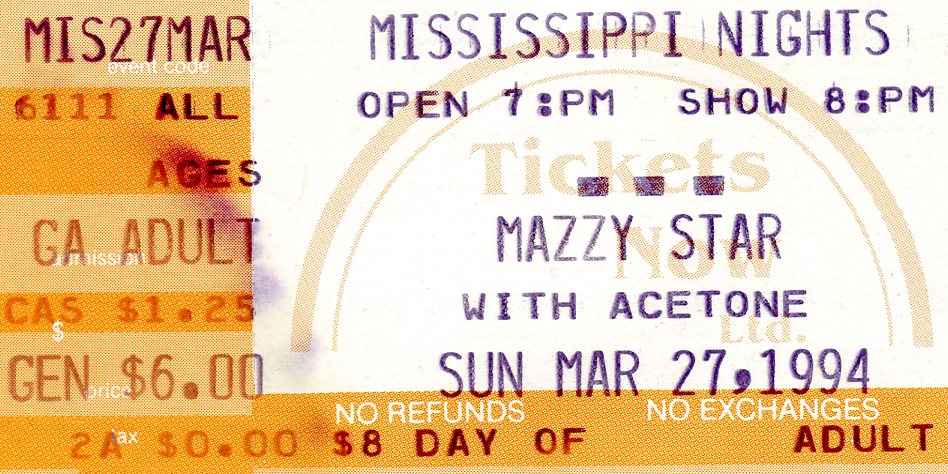 MIS27MAR
event code
6111 ALL
AGES
GA ADULT
admission
CAS $1.25
$
GEN $6.00
price
2A $0.00
tax
MISSISSIPPI NIGHTS
OPEN 7:PM SHOW 8:PM
Tickets
...
MAZZY STAR
Now
WITH ACETONE
Ltd.
SUN MAR 27,1994
NO REFUNDS NO EXCHANGES
$8 DAY OF ADULT